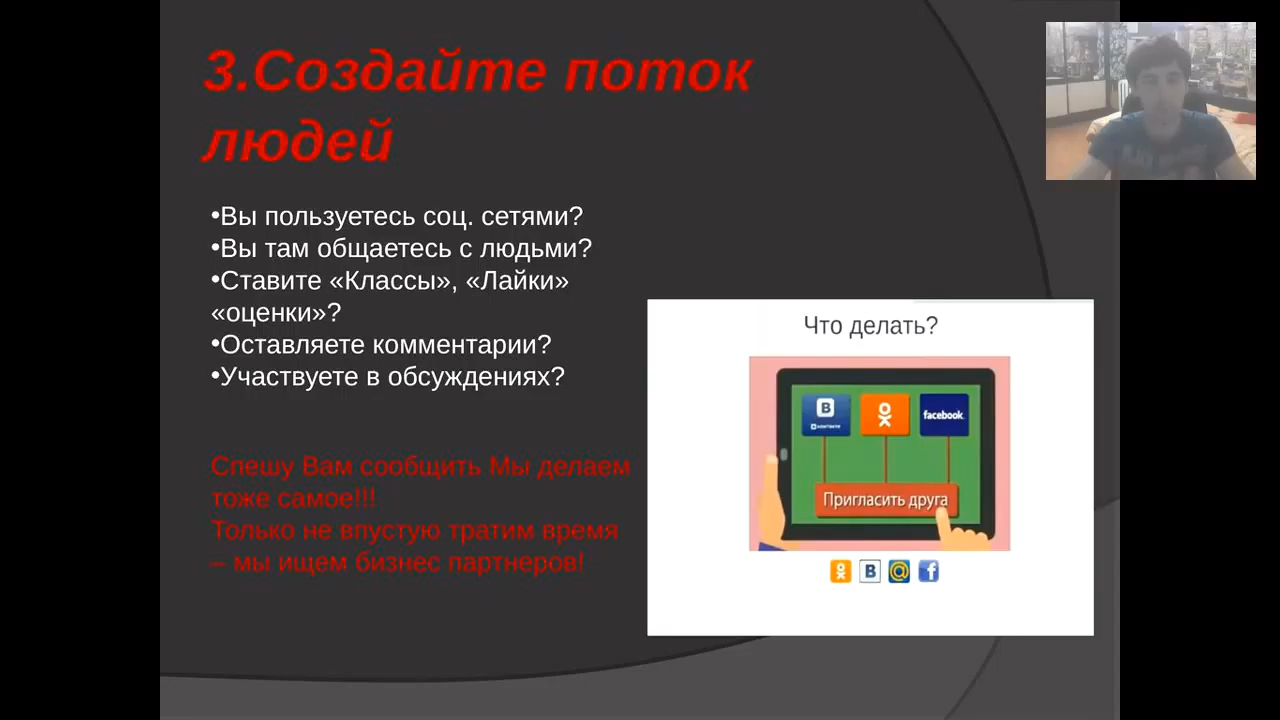 3.Создайте поток
людей
•Вы пользуетесь соц. сетями?
•Вы там общаетесь с людьми?
•Ставите «Классы», «Лайки»
«оценки»?
•Оставляете комментарии?
•Участвуете в обсуждениях?
Спешу Вам сообщить Мы делаем
тоже самое!!!
Только не впустую тратим время
– мы ищем бизнес партнеров!
Что делать?
В
вконтакте
facebook
Пригласить друга
В @ f